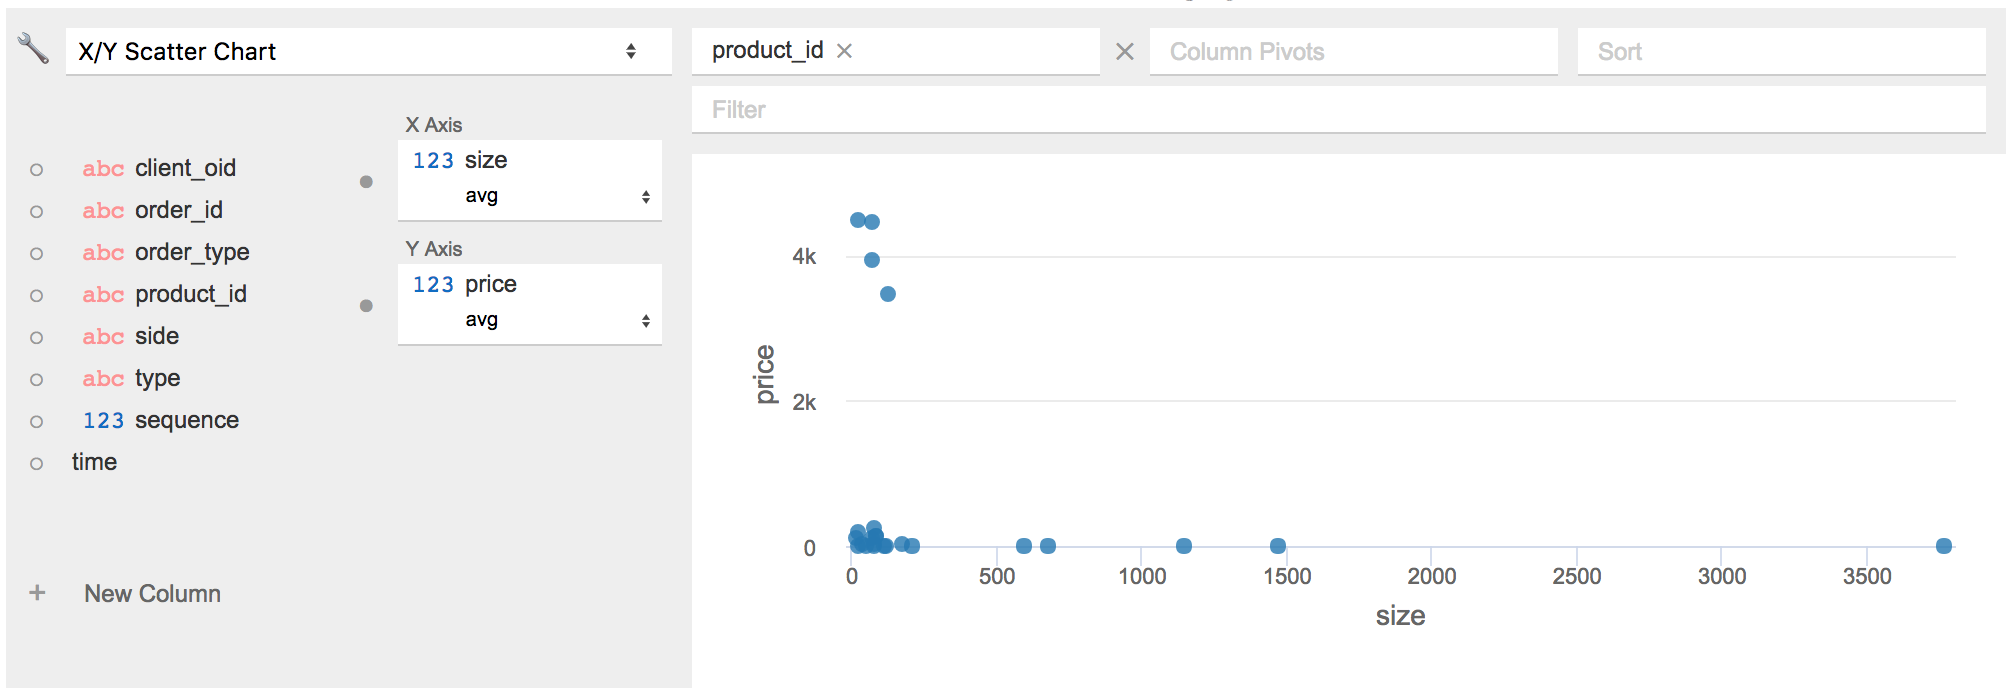 X/Y Scatter Chart
product_id ×
× Column Pivots
Sort
Filter
X Axis
123 size
avg
Y Axis
123 price
avg
abc client_oid
abc order_id
abc order_type
abc product_id
abc side
abc type
123 sequence
time
+ New Column
price
4k
2k
0
0 500 1000 1500 2000 2500 3000 3500
size